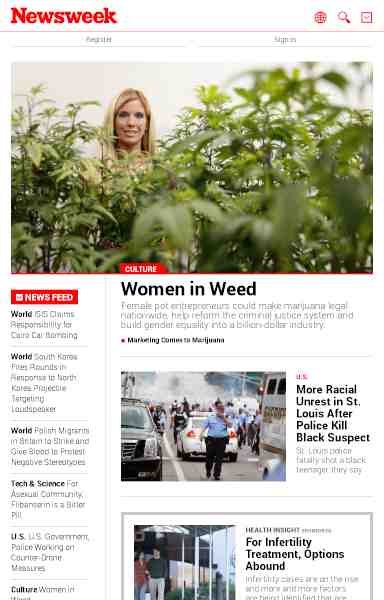 Newsweek
Register
Sign in
CULTURE
Women in Weed
Female pot entrepreneurs could make marijuana legal
nationwide, help reform the criminal justice system and
build gender equality into a billion-dollar industry.
Marketing Comes to Marijuana
NEWS FEED
World ISIS Claims
Responsibility for
Cairo Car Bombing
World South Korea
Fires Rounds in
Response to North
Korea Projectile
Targeting
Loudspeaker
World Polish Migrants
in Britain to Strike and
Give Blood to Protest
Negative Stereotypes
Tech & Science For
Asexual Community,
Flibanserin is a Bitter
Pill
U.S. U.S. Government,
Police Working on
Counter-Drone
Measures
Culture Women in
Weed
U.S.
More Racial
Unrest in St.
Louis After
Police Kill
Black Suspect
St. Louis police
fatally shot a black
teenager they say
HEALTH INSIGHT
For Infertility
Treatment, Options
Abound
Infertility cases are on the rise
and more and more factors
are being identified that are